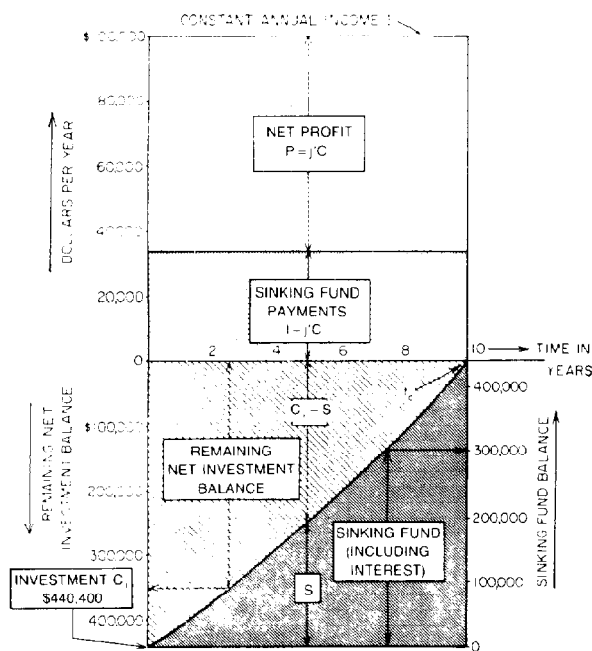 CONSTANT ANNUAL INCOME I
$100,000
80,000
60,000
40,000
20,000
0
DOLLARS PER YEAR
NET PROFIT
P = j'C
SINKING FUND
PAYMENTS
I - j'C
2 4 6 8 10
TIME IN
YEARS
$100,000
200,000
300,000
400,000
REMAINING NET
INVESTMENT BALANCE
C - S
REMAINING
NET INVESTMENT
BALANCE
INVESTMENT C
$440,400
S
SINKING FUND
(INCLUDING
INTEREST)
400,000
300,000
200,000
100,000
0
SINKING FUND BALANCE